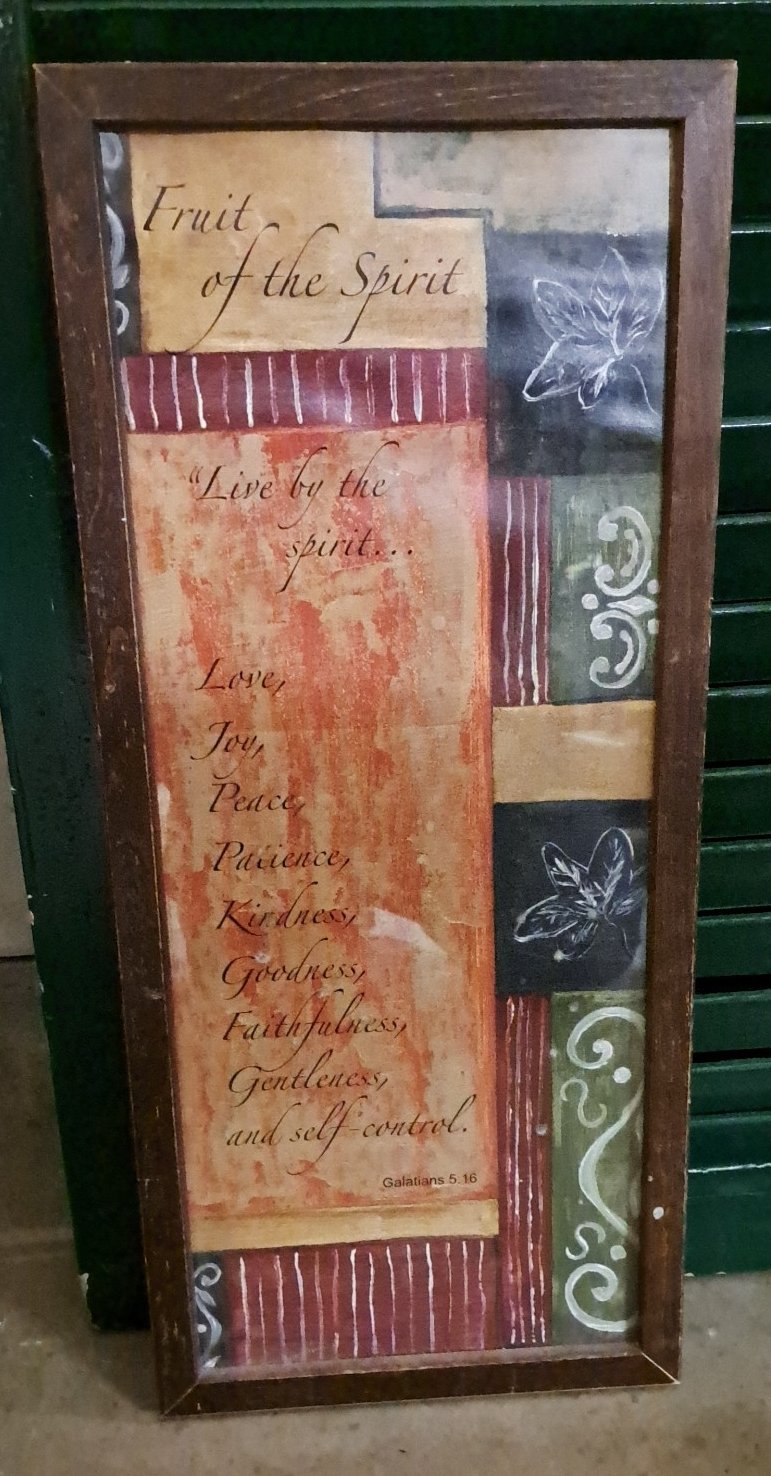 Fruit
of the Spirit
"Live by the
spirit...
Love,
Joy,
Peace,
Patience,
Kindness,
Goodness,
Faithfulness,
Gentleness,
and self-control.
Galatians 5.16